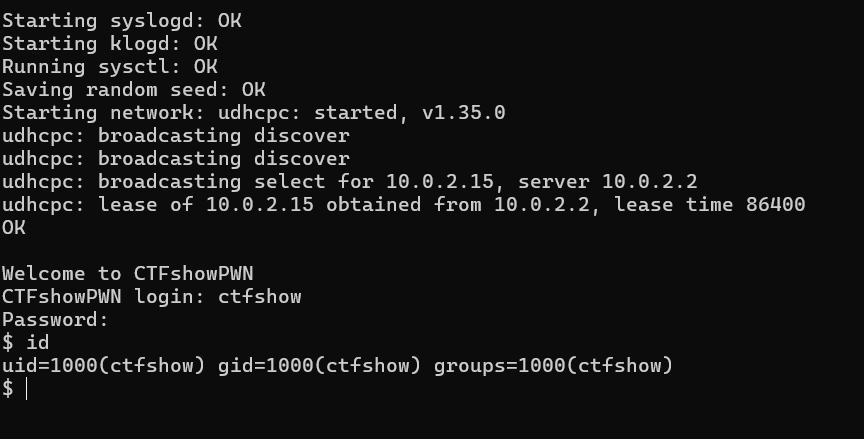 Starting syslogd: OK
Starting klogd: OK
Running sysctl: OK
Saving random seed: OK
Starting network: udhcpc: started, v1.35.0
udhcpc: broadcasting discover
udhcpc: broadcasting discover
udhcpc: broadcasting select for 10.0.2.15, server 10.0.2.2
udhcpc: lease of 10.0.2.15 obtained from 10.0.2.2, lease time 86400
OK
Welcome to CTFshowPWN
CTFshowPWN login: ctfshow
Password:
$ id
uid=1000(ctfshow) gid=1000(ctfshow) groups=1000(ctfshow)
$